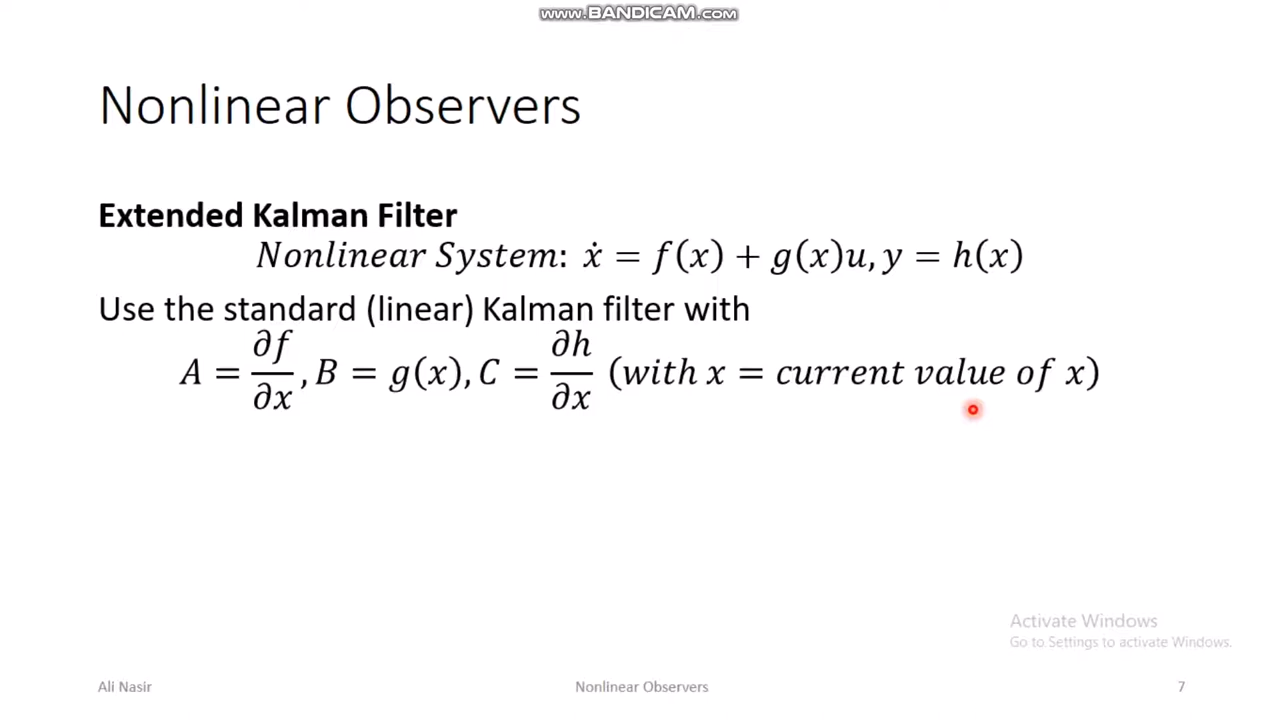 www.BANDICAM.com
Nonlinear Observers
Extended Kalman Filter
Nonlinear System: ẋ = f(x) + g(x)u, y = h(x)
Use the standard (linear) Kalman filter with
A = ∂f/∂x, B = g(x), C = ∂h/∂x (with x = current value of x)
Activate Windows
Go to Settings to activate Windows.
Ali Nasir Nonlinear Observers 7